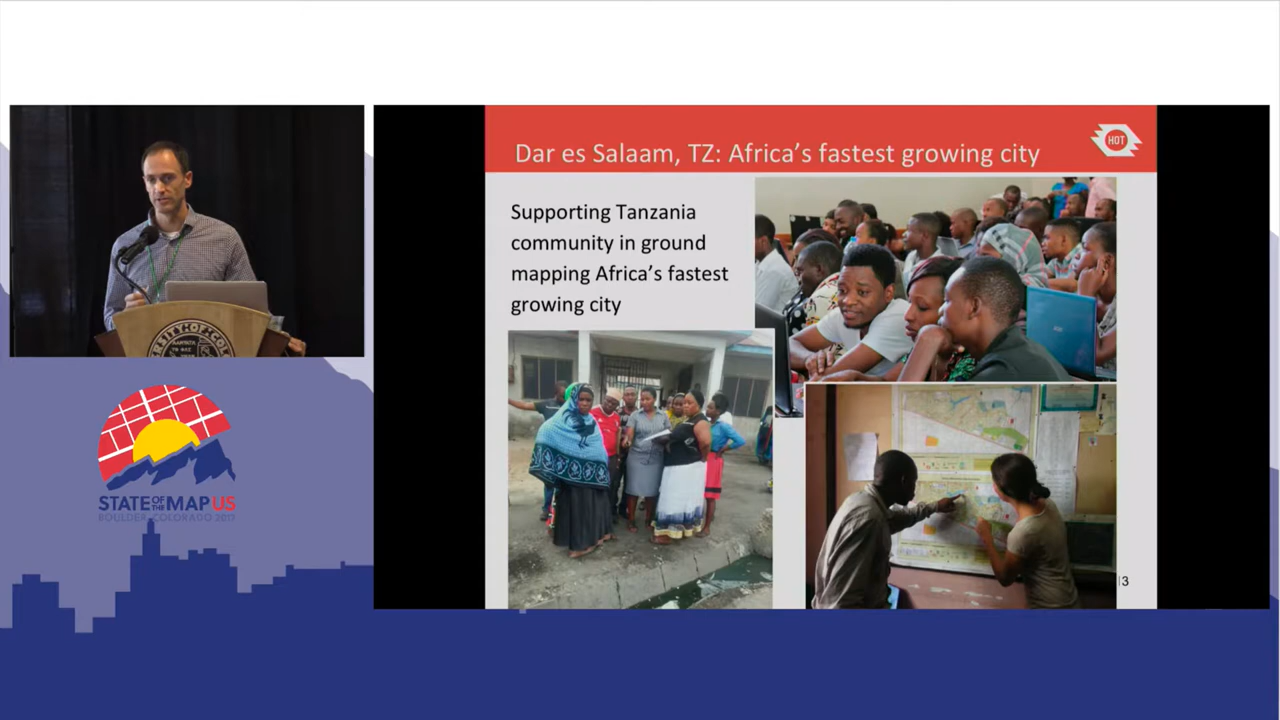 Dar es Salaam, TZ: Africa's fastest growing city
HOT
Supporting Tanzania
community in ground
mapping Africa's fastest
growing city
STATE OF THE MAP US
BOULDER, COLORADO 2017
3